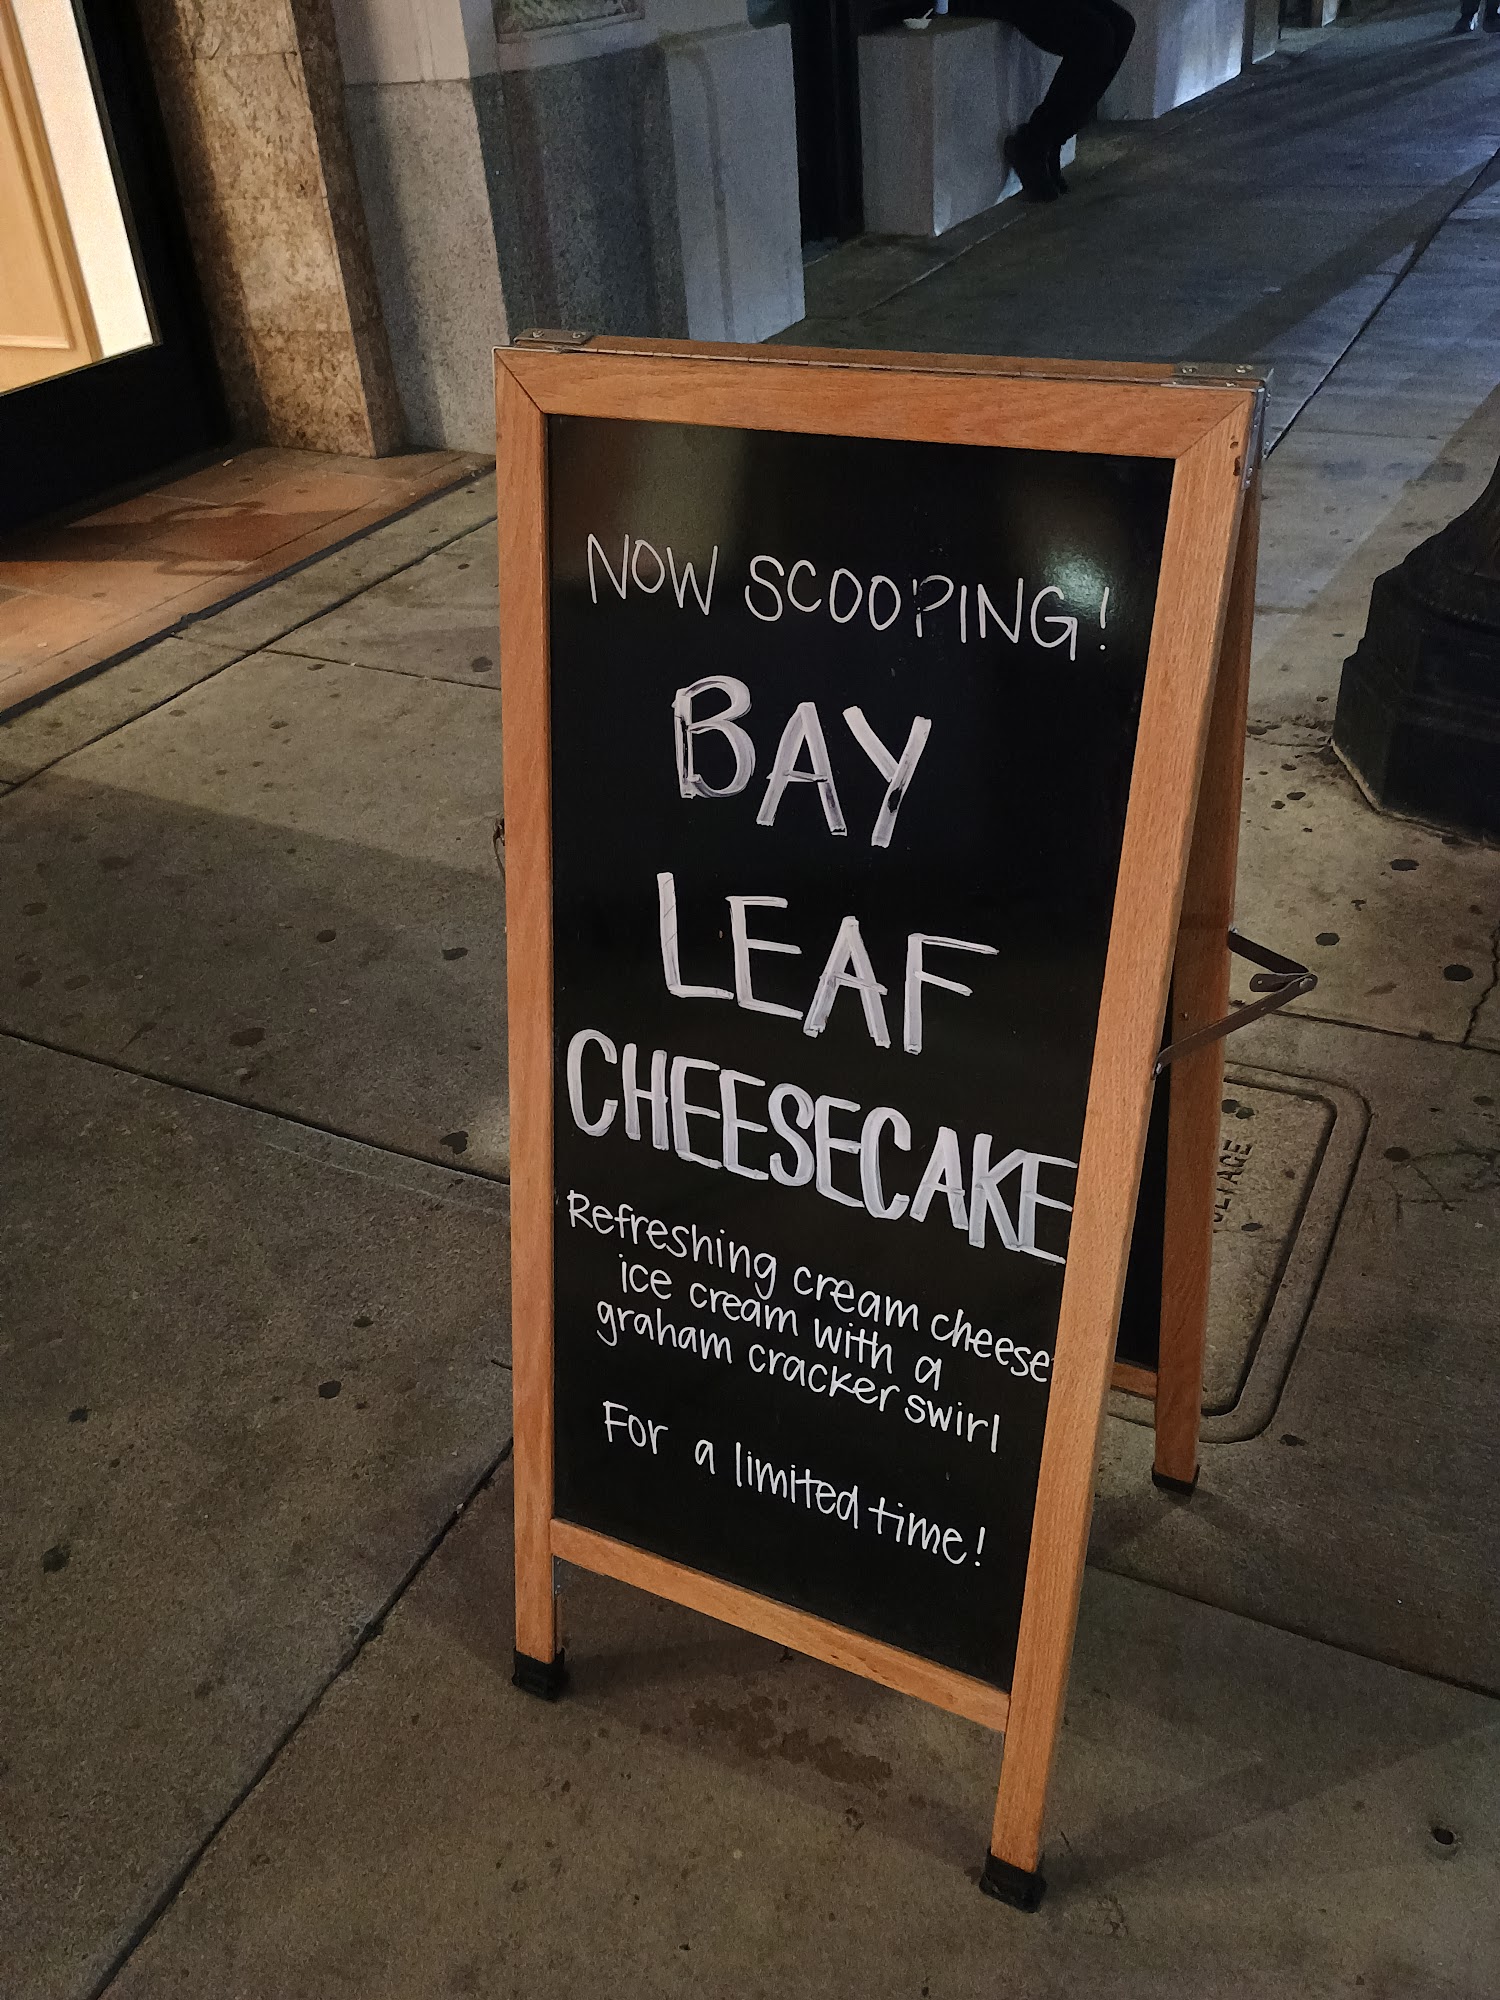 NOW SCOOPING!
BAY
LEAF
CHEESECAKE
Refreshing cream cheese
ice cream with a
graham cracker swirl
For a limited time!